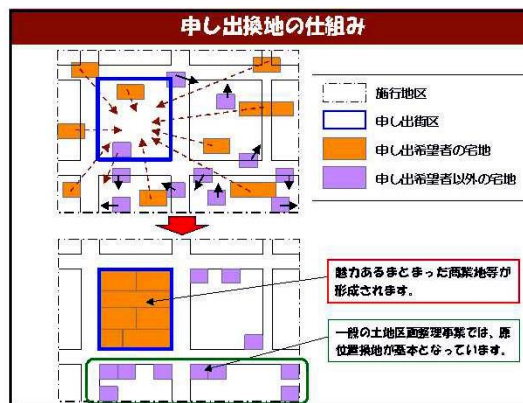 申し出換地の仕組み
施行地区
申し出街区
申し出希望者の宅地
申し出希望者以外の宅地
魅力あるまとまった商業地等が
形成されます。
一般の土地区画整理事業では、原
位置換地が基本となっています。